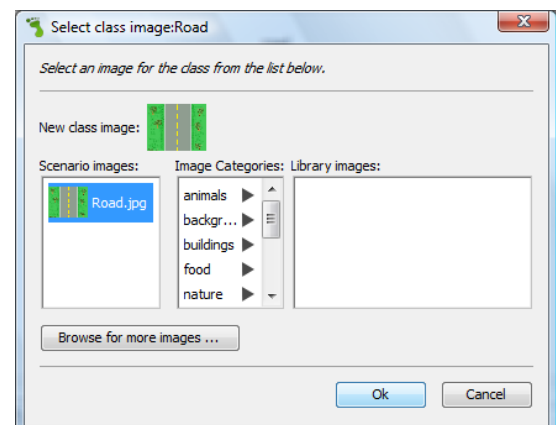 Select class image:Road
Select an image for the class from the list below.
New class image:
Scenario images:
Image Categories:
Library images:
Road.jpg
animals
backgr...
buildings
food
nature
Browse for more images ...
Ok
Cancel